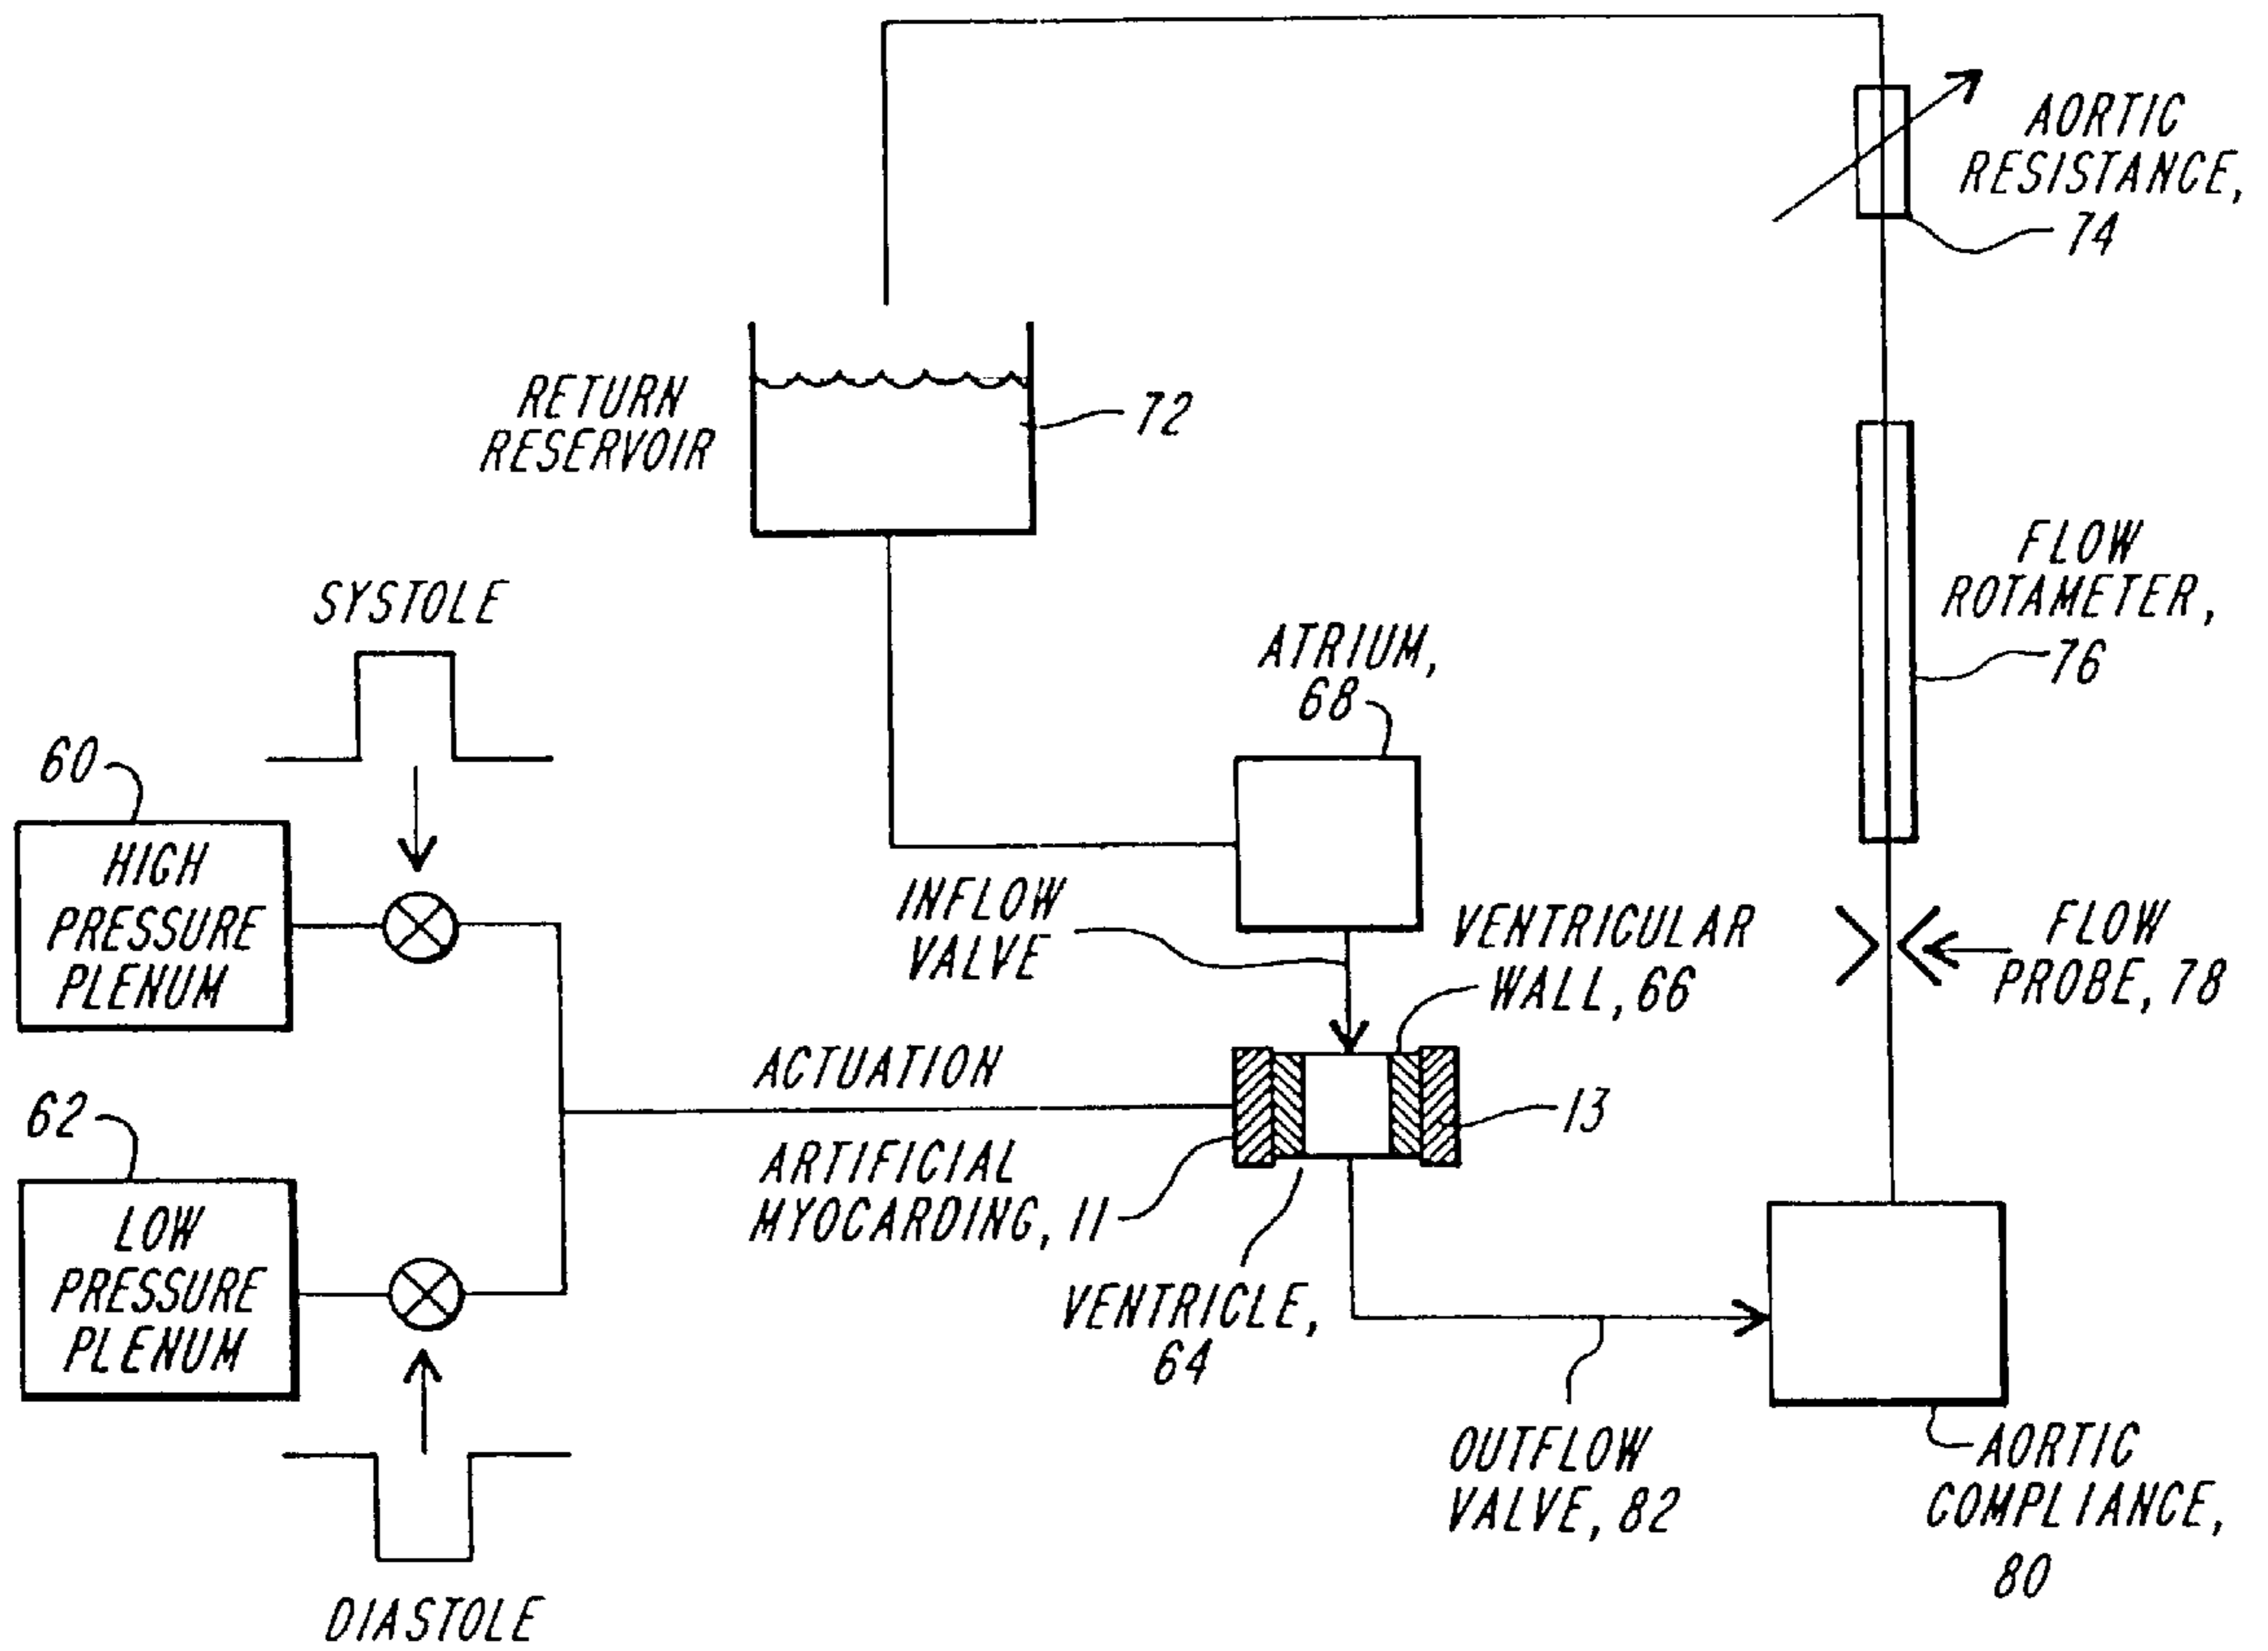 AORTIC
RESISTANCE,
74
RETURN
RESERVOIR
72
FLOW
ROTAMETER,
76
SYSTOLE
ATRIUM,
68
60
HIGH
PRESSURE
PLENUM
INFLOW
VALVE
VENTRICULAR
WALL, 66
FLOW
PROBE, 78
ACTUATION
13
62
ARTIFICIAL
MYOCARDING, 11
LOW
PRESSURE
PLENUM
VENTRICLE,
64
OUTFLOW
VALVE, 82
AORTIC
COMPLIANCE,
80
DIASTOLE